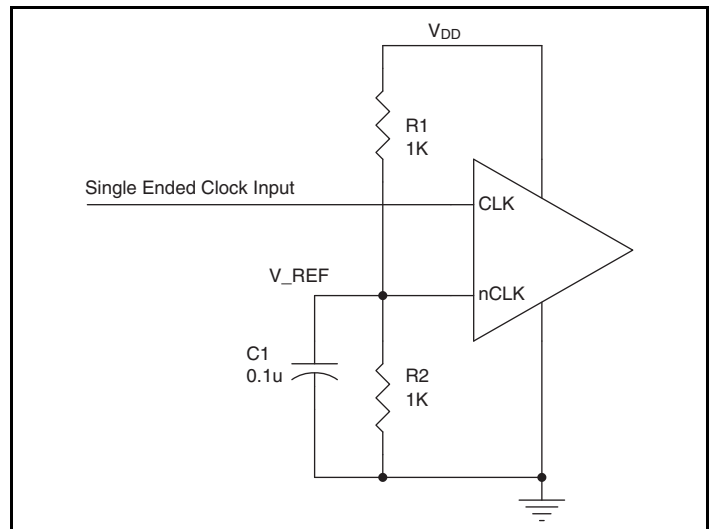 VDD
R1
1K
Single Ended Clock Input
CLK
V_REF
nCLK
C1
0.1u
R2
1K